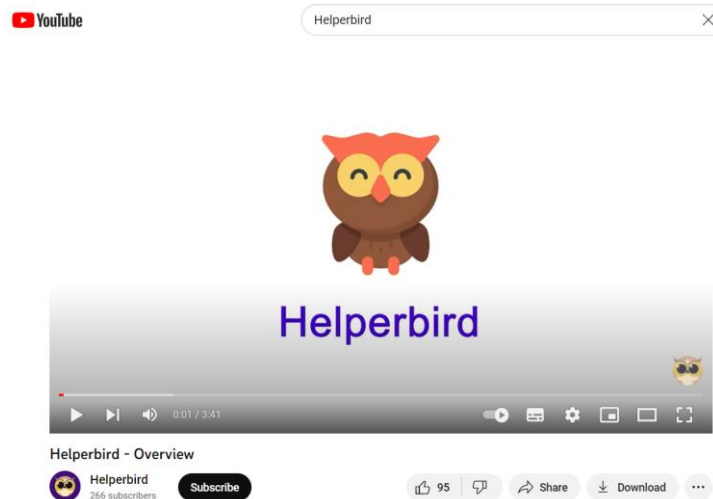 YouTube
Helperbird
Helperbird
0:01 / 3:41
Helperbird - Overview
Helperbird
266 subscribers
Subscribe
95
Share
Download